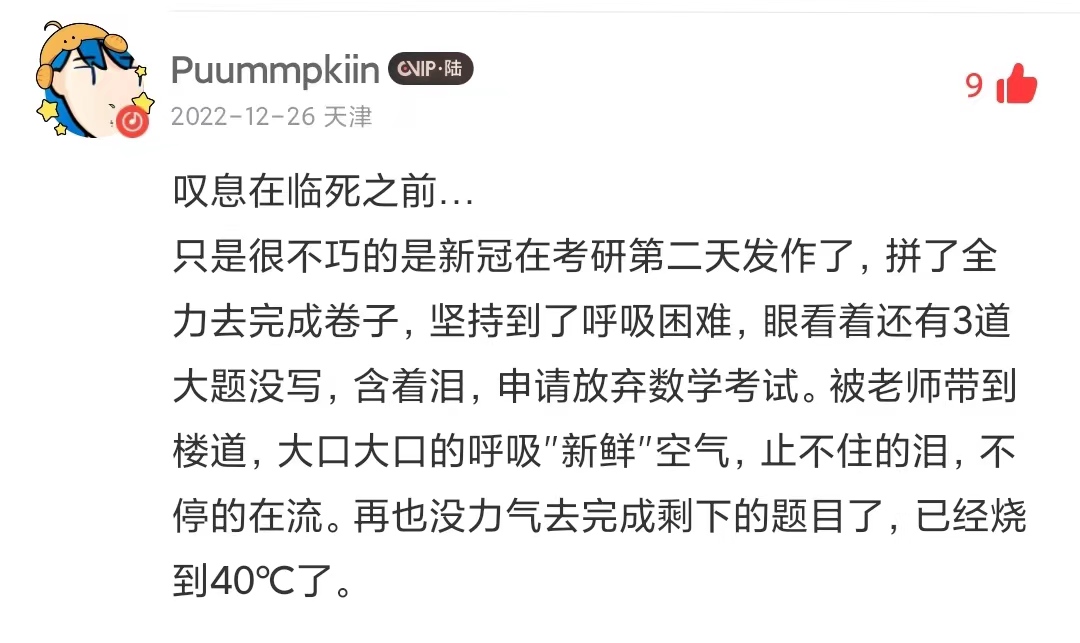 Puummpkiin CVIP·陆
2022-12-26 天津
9
叹息在临死之前...
只是很不巧的是新冠在考研第二天发作了, 拼了全
力去完成卷子, 坚持到了呼吸困难, 眼看着还有3道
大题没写, 含着泪, 申请放弃数学考试。被老师带到
楼道, 大口大口的呼吸"新鲜"空气, 止不住的泪, 不
停的在流。再也没力气去完成剩下的题目了, 已经烧
到40℃了。